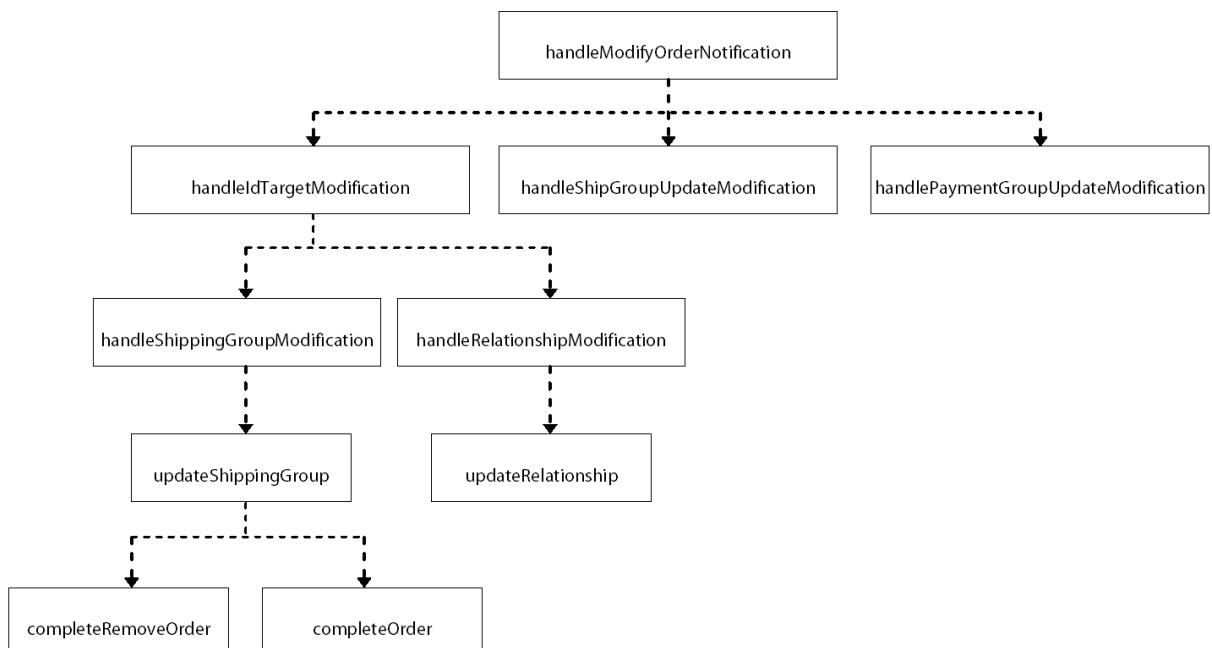 handleModifyOrderNotification
handleIdTargetModification
handleShipGroupUpdateModification
handlePaymentGroupUpdateModification
handleShippingGroupModification
handleRelationshipModification
updateShippingGroup
updateRelationship
completeRemoveOrder
completeOrder